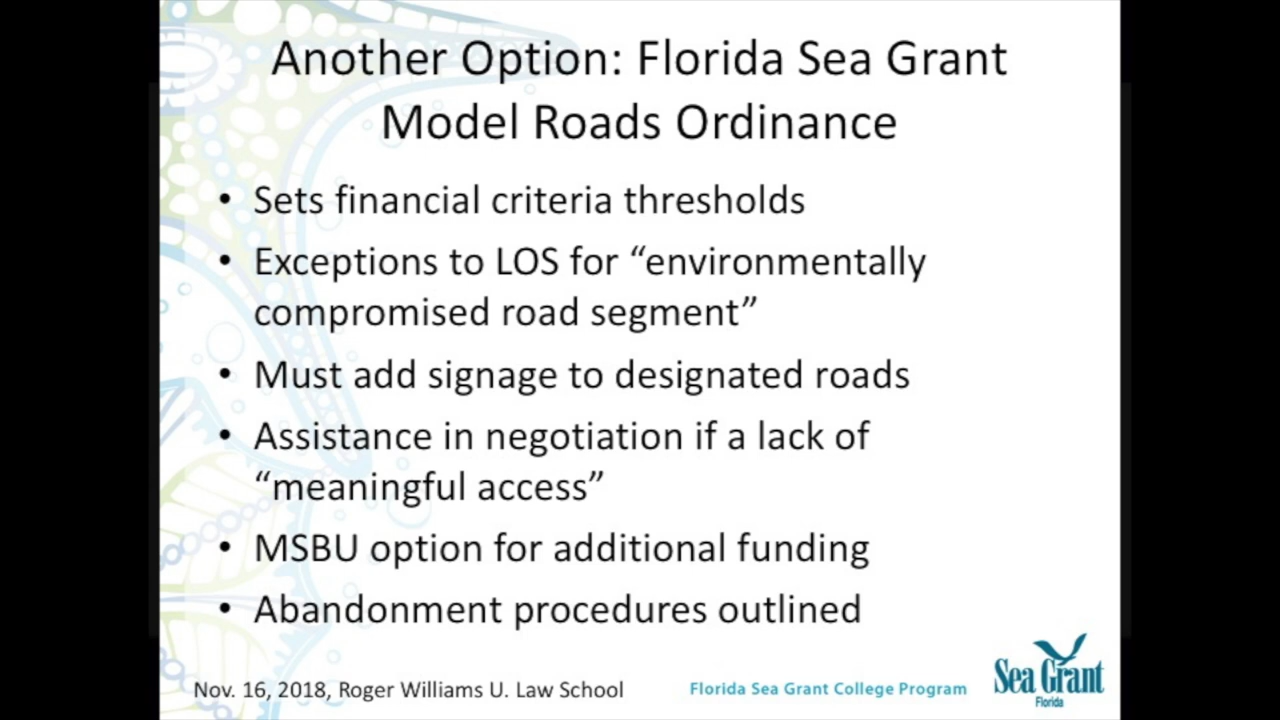 Another Option: Florida Sea Grant
Model Roads Ordinance
• Sets financial criteria thresholds
• Exceptions to LOS for “environmentally
compromised road segment”
• Must add signage to designated roads
• Assistance in negotiation if a lack of
“meaningful access”
• MSBU option for additional funding
• Abandonment procedures outlined
Nov. 16, 2018, Roger Williams U. Law School
Florida Sea Grant College Program
Sea Grant
Florida